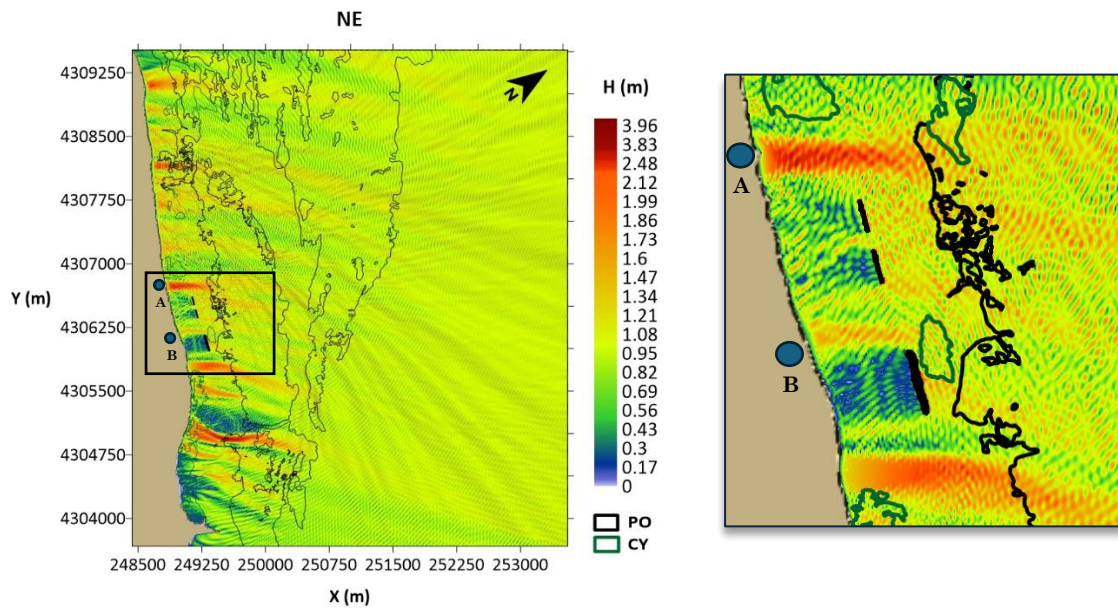 NE
N
H (m)
3.96
3.83
2.48
2.12
1.99
1.86
1.73
1.6
1.47
1.34
1.21
1.08
0.95
0.82
0.69
0.56
0.43
0.3
0.17
0
PO
CY
Y (m)
4309250
4308500
4307750
4307000
4306250
4305500
4304750
4304000
A
B
248500 249250 250000 250750 251500 252250 253000
X (m)
A
B